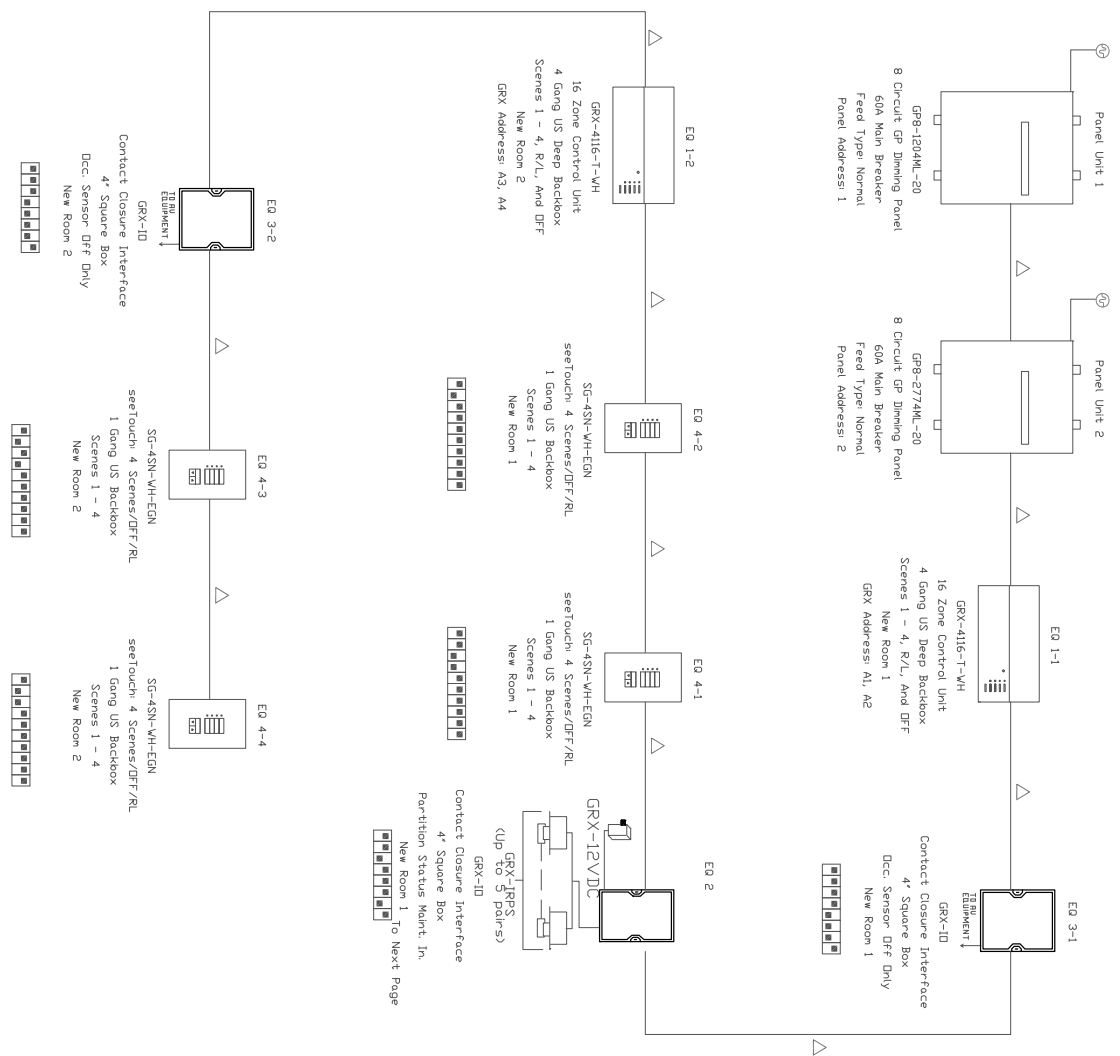 Panel Unit 1
GP8-1204ML-20
8 Circuit GP Dimming Panel
60A Main Breaker
Feed Type: Normal
Panel Address: 1
Panel Unit 2
GP8-2774ML-20
8 Circuit GP Dimming Panel
60A Main Breaker
Feed Type: Normal
Panel Address: 2
EQ 1-1
GRX-4116-T-WH
16 Zone Control Unit
4 Gang US Deep Backbox
Scenes 1 - 4, R/L, And OFF
New Room 1
GRX Address: A1, A2
EQ 3-1
TO AV
EQUIPMENT
GRX-IO
Contact Closure Interface
4" Square Box
Occ. Sensor Off Only
New Room 1
EQ 1-2
GRX-4116-T-WH
16 Zone Control Unit
4 Gang US Deep Backbox
Scenes 1 - 4, R/L, And OFF
New Room 2
GRX Address: A3, A4
EQ 4-2
SG-4SN-WH-EGN
seeTouch: 4 Scenes/OFF/RL
1 Gang US Backbox
Scenes 1 - 4
New Room 1
EQ 4-1
SG-4SN-WH-EGN
seeTouch: 4 Scenes/OFF/RL
1 Gang US Backbox
Scenes 1 - 4
New Room 1
EQ 2
GRX-12VDC
GRX-IRPS
(Up to 5 pairs)
GRX-IO
Contact Closure Interface
4" Square Box
Partition Status Maint. In.
New Room 1
To Next Page
EQ 3-2
TO AV
EQUIPMENT
GRX-IO
Contact Closure Interface
4" Square Box
Occ. Sensor Off Only
New Room 2
EQ 4-3
SG-4SN-WH-EGN
seeTouch: 4 Scenes/OFF/RL
1 Gang US Backbox
Scenes 1 - 4
New Room 2
EQ 4-4
SG-4SN-WH-EGN
seeTouch: 4 Scenes/OFF/RL
1 Gang US Backbox
Scenes 1 - 4
New Room 2